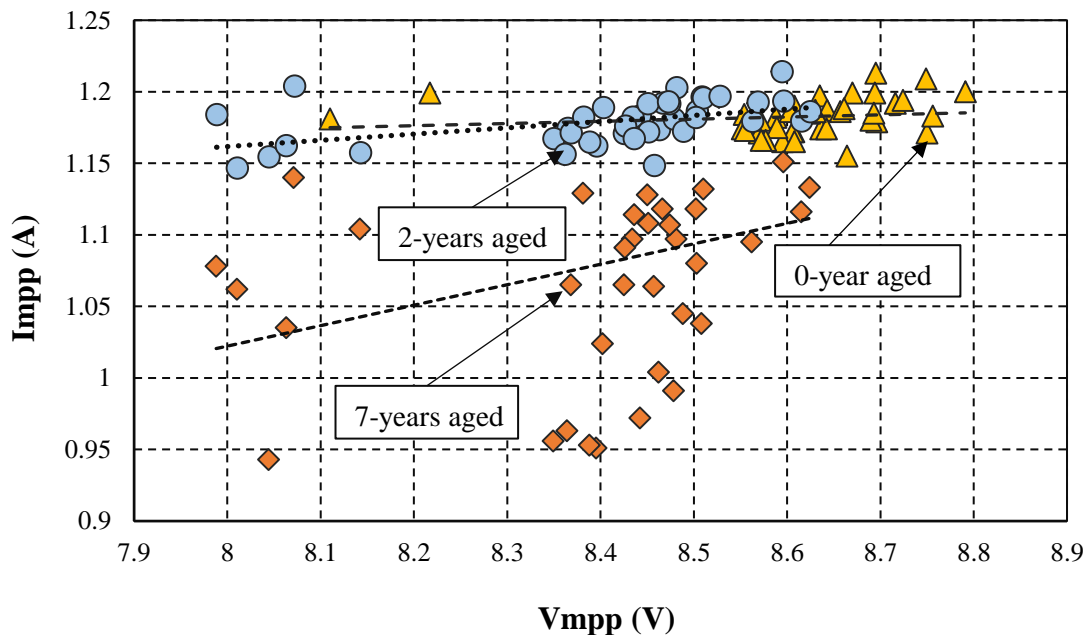 1.25
1.2
1.15
1.1
1.05
1
0.95
0.9
Impp (A)
2-years aged
0-year aged
7-years aged
7.9 8 8.1 8.2 8.3 8.4 8.5 8.6 8.7 8.8 8.9
Vmpp (V)